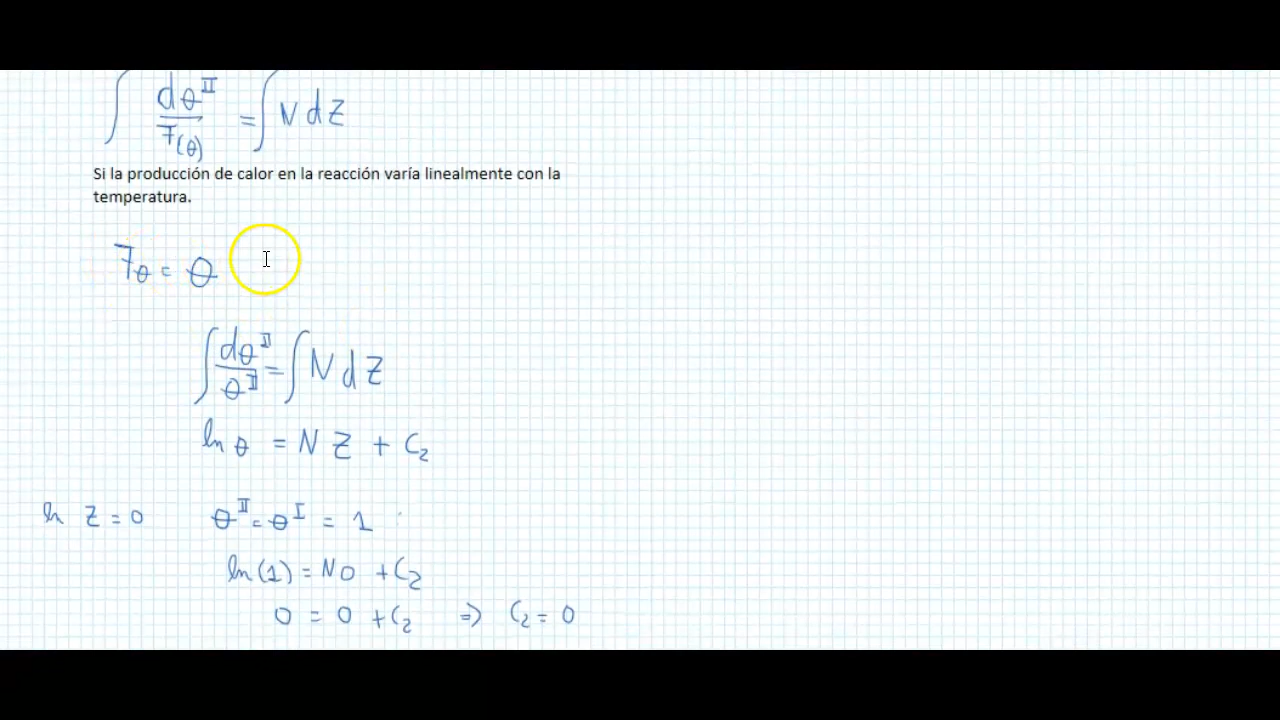 ∫ dθ^II / F(θ) = ∫ N dZ
Si la producción de calor en la reacción varía linealmente con la
temperatura.
Fθ = θ
∫ dθ^II / θ^II = ∫ N dZ
ln θ = N Z + C₂
ln Z = 0 θ^II = θ^I = 1
ln(1) = N0 + C₂
0 = 0 + C₂ ⇒ C₂ = 0